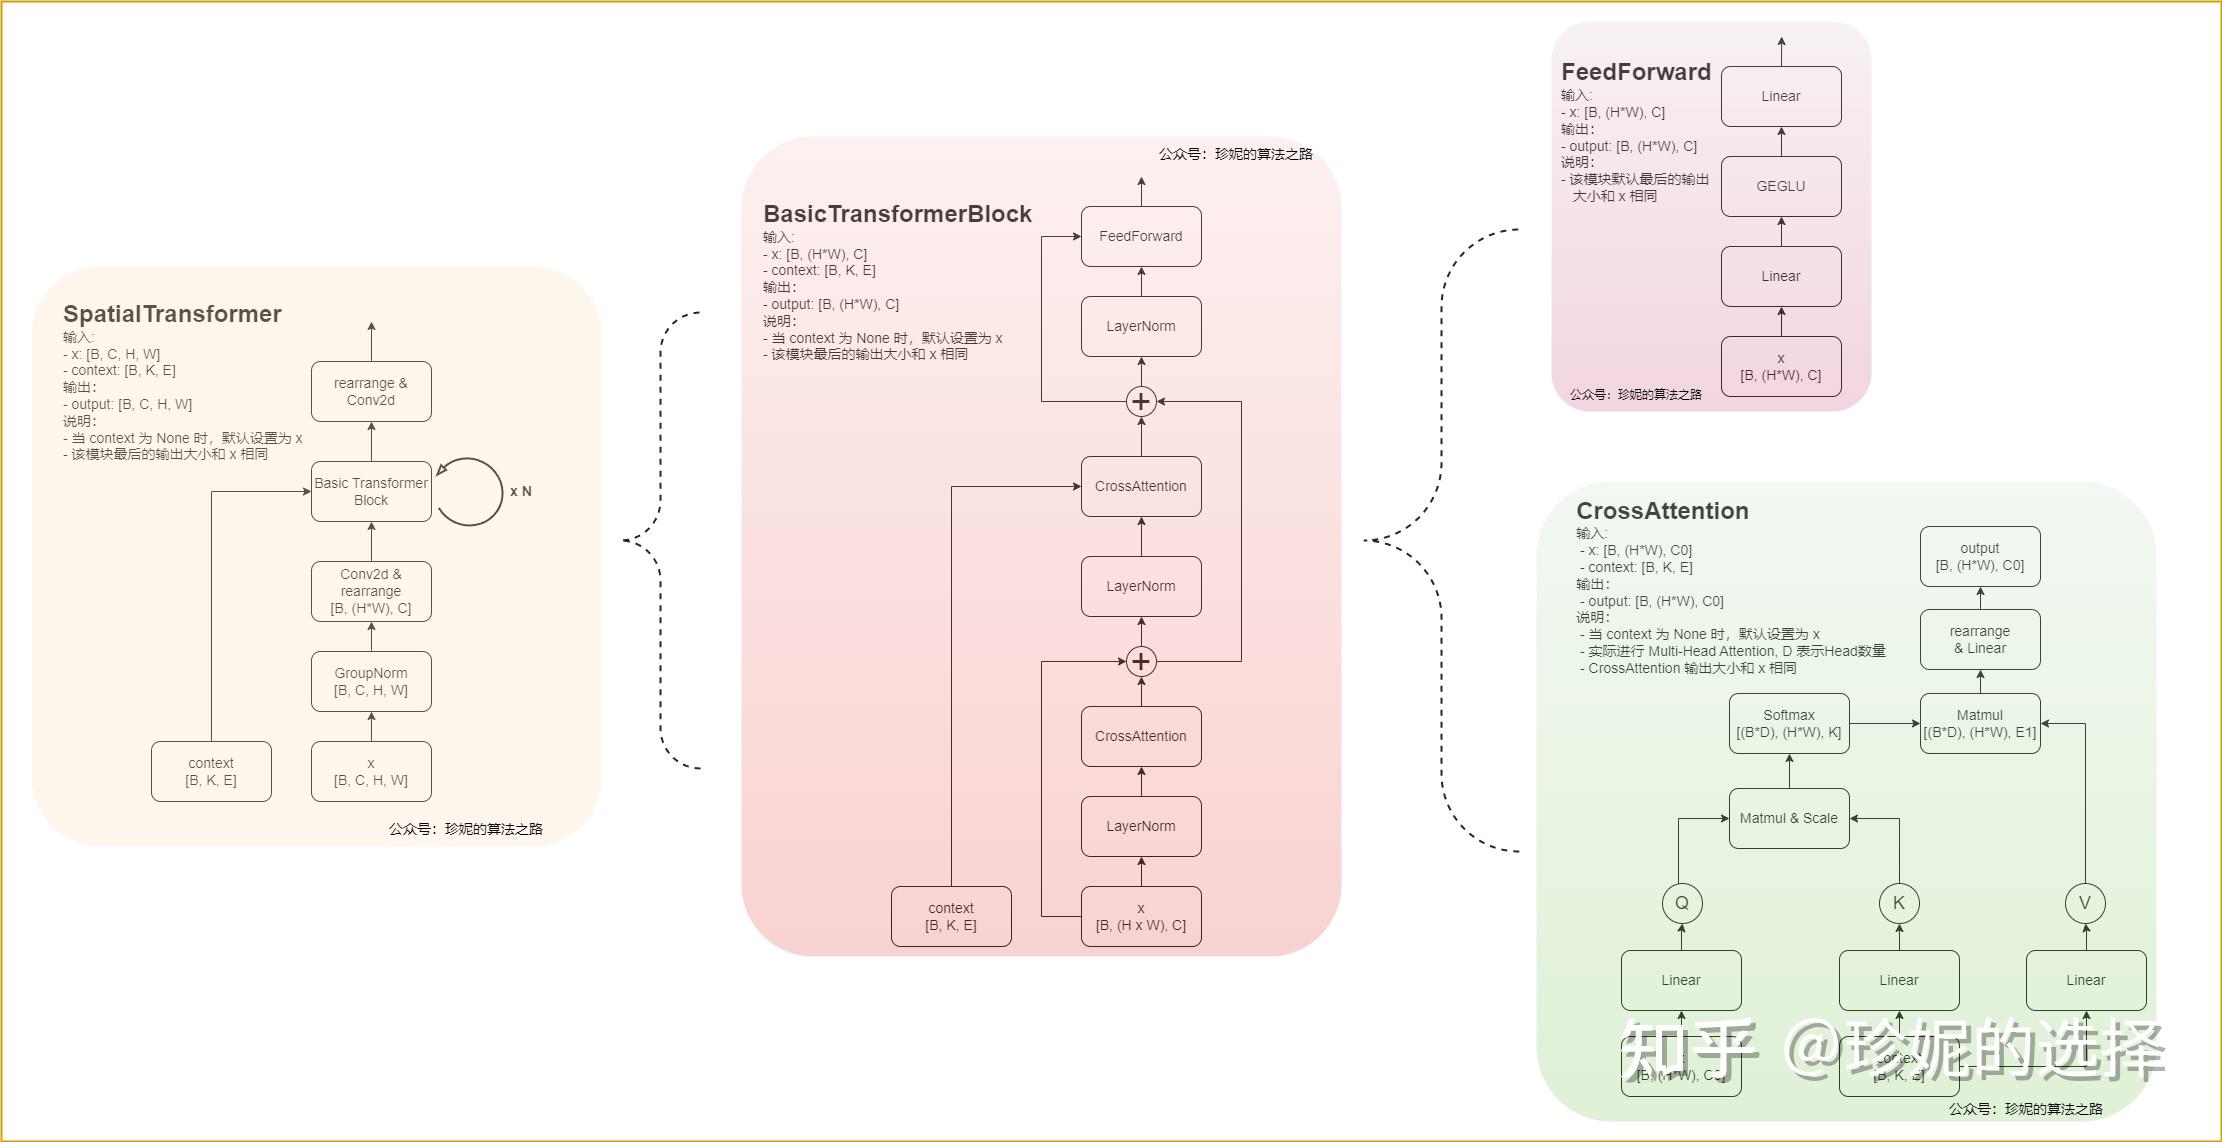 SpatialTransformer
输入:
- x: [B, C, H, W]
- context: [B, K, E]
输出：
- output: [B, C, H, W]
说明：
- 当 context 为 None 时，默认设置为 x
- 该模块最后的输出大小和 x 相同
rearrange &
Conv2d
Basic Transformer
Block
x N
Conv2d &
rearrange
[B, (H*W), C]
GroupNorm
[B, C, H, W]
context
[B, K, E]
x
[B, C, H, W]
公众号：珍妮的算法之路
公众号：珍妮的算法之路
BasicTransformerBlock
输入:
- x: [B, (H*W), C]
- context: [B, K, E]
输出：
- output: [B, (H*W), C]
说明：
- 当 context 为 None 时，默认设置为 x
- 该模块最后的输出大小和 x 相同
FeedForward
LayerNorm
CrossAttention
LayerNorm
CrossAttention
LayerNorm
context
[B, K, E]
x
[B, (H x W), C]
FeedForward
输入:
- x: [B, (H*W), C]
输出：
- output: [B, (H*W), C]
说明：
- 该模块默认最后的输出
大小和 x 相同
Linear
GEGLU
Linear
x
[B, (H*W), C]
公众号：珍妮的算法之路
CrossAttention
输入:
- x: [B, (H*W), C0]
- context: [B, K, E]
输出：
- output: [B, (H*W), C0]
说明：
- 当 context 为 None 时，默认设置为 x
- 实际进行 Multi-Head Attention, D 表示Head数量
- CrossAttention 输出大小和 x 相同
output
[B, (H*W), C0]
rearrange
& Linear
Softmax
[(B*D), (H*W), K]
Matmul
[(B*D), (H*W), E1]
Matmul & Scale
Q
K
V
Linear
Linear
Linear
[B, (H*W), C0]
context
[B, K, E]
知乎 @珍妮的选择
公众号：珍妮的算法之路